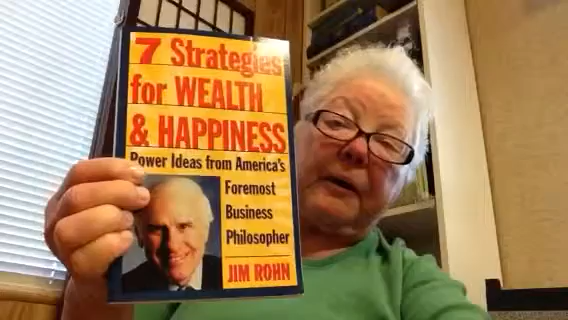 7 Strategies
for WEALTH
& HAPPINESS
Power Ideas from America's
Foremost
Business
Philosopher
JIM ROHN